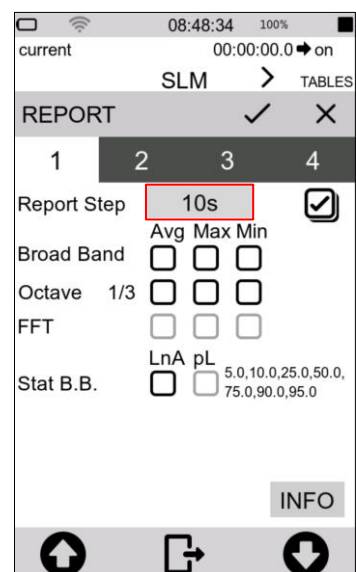 08:48:34 100%
current 00:00:00.0 on
SLM > TABLES
REPORT
1 2 3 4
Report Step 10s
Avg Max Min
Broad Band
Octave 1/3
FFT
LnA pL
Stat B.B. 5.0,10.0,25.0,50.0,
75.0,90.0,95.0
INFO